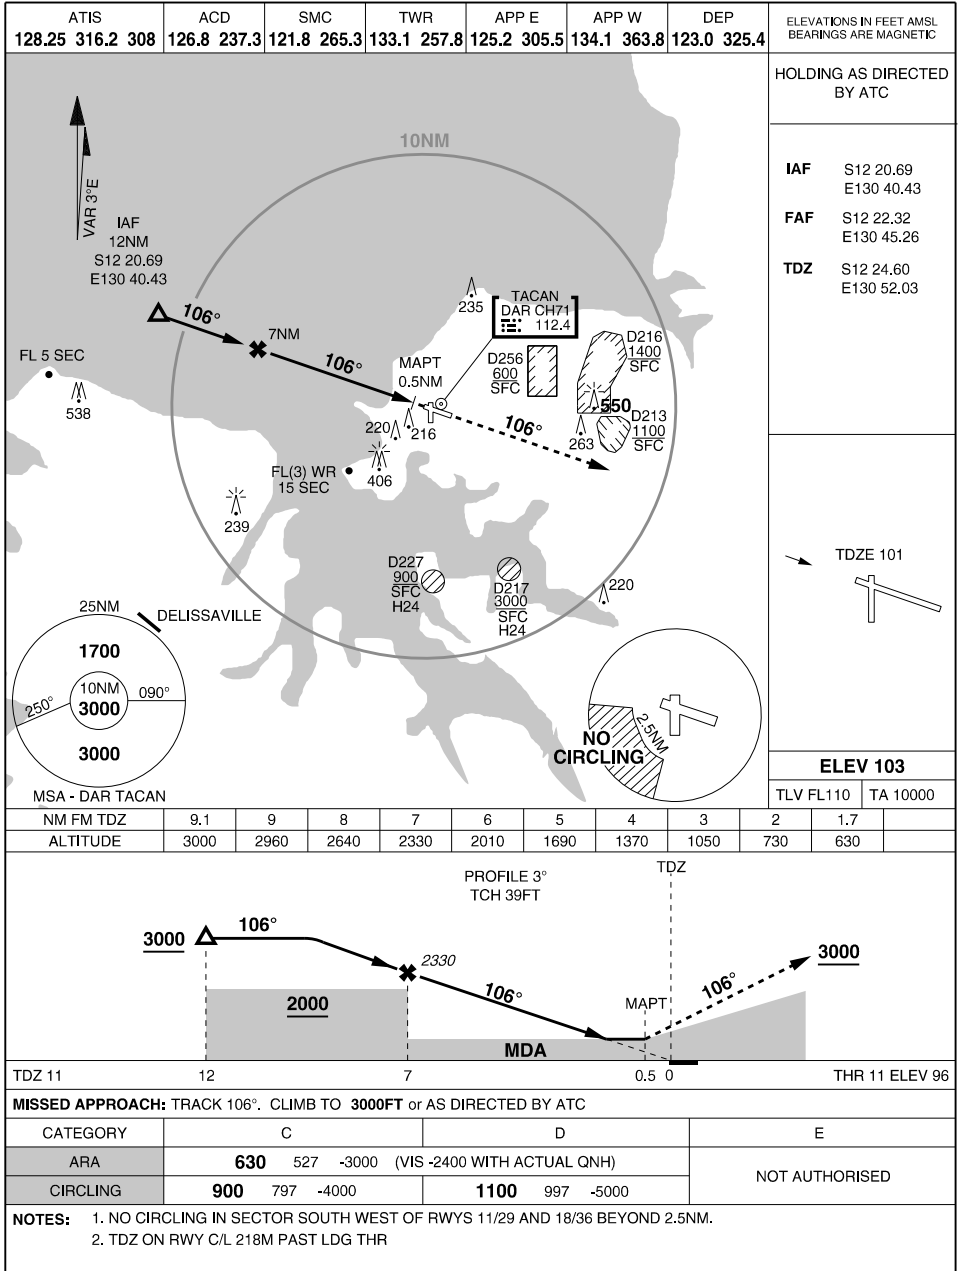 ATIS ACD SMC TWR APP E APP W DEP
128.25 316.2 308 126.8 237.3 121.8 265.3 133.1 257.8 125.2 305.5 134.1 363.8 123.0 325.4
ELEVATIONS IN FEET AMSL
BEARINGS ARE MAGNETIC
HOLDING AS DIRECTED
BY ATC
IAF S12 20.69
E130 40.43
FAF S12 22.32
E130 45.26
TDZ S12 24.60
E130 52.03
10NM
VAR 3°E
IAF
12NM
S12 20.69
E130 40.43
106°
7NM
106°
235
TACAN
DAR CH71
112.4
MAPT
0.5NM
D256
600
SFC
D216
1400
SFC
550
D213
1100
SFC
263
106°
FL 5 SEC
538
220
216
FL(3) WR
15 SEC
406
239
D227
900
SFC
H24
D217
3000
SFC
H24
220
TDZE 101
25NM
DELISSAVILLE
1700
10NM
3000
250°
090°
3000
MSA - DAR TACAN
NO
CIRCLING
2.5NM
ELEV 103
TLV FL110 TA 10000
NM FM TDZ 9.1 9 8 7 6 5 4 3 2 1.7
ALTITUDE 3000 2960 2640 2330 2010 1690 1370 1050 730 630
PROFILE 3°
TCH 39FT
TDZ
3000
106°
2330
106°
MAPT
106°
3000
2000
MDA
TDZ 11 12 7 0.5 0 THR 11 ELEV 96
MISSED APPROACH: TRACK 106°. CLIMB TO 3000FT or AS DIRECTED BY ATC
CATEGORY C D E
ARA 630 527 -3000 (VIS -2400 WITH ACTUAL QNH)
NOT AUTHORISED
CIRCLING 900 797 -4000 1100 997 -5000
NOTES: 1. NO CIRCLING IN SECTOR SOUTH WEST OF RWYS 11/29 AND 18/36 BEYOND 2.5NM.
2. TDZ ON RWY C/L 218M PAST LDG THR